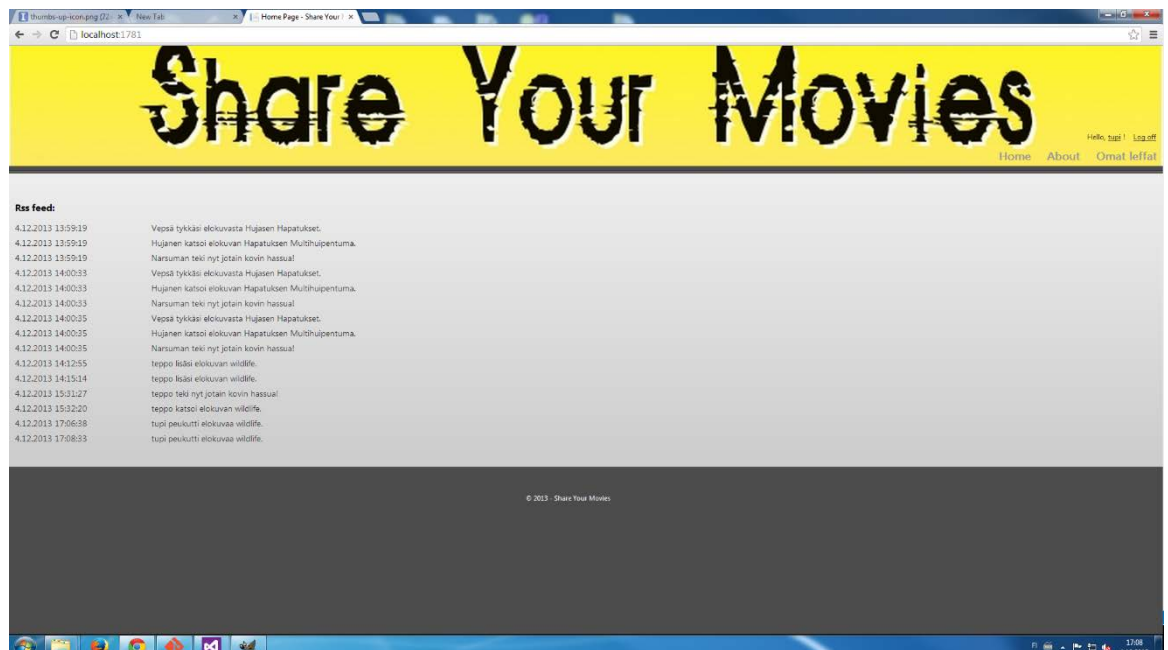 thumbs-up-icon.png (72 New Tab Home Page - Share Your
localhost:1781
Share Your Movies
Hello, tupi ! Log off
Home About Omat leffat
Rss feed:
4.12.2013 13:59:19 Vepsä tykkäsi elokuvasta Hujasen Hapatukset.
4.12.2013 13:59:19 Hujanen katsoi elokuvan Hapatuksen Multihuipentuma.
4.12.2013 13:59:19 Narsuman teki nyt jotain kovin hassua!
4.12.2013 14:00:33 Vepsä tykkäsi elokuvasta Hujasen Hapatukset.
4.12.2013 14:00:33 Hujanen katsoi elokuvan Hapatuksen Multihuipentuma.
4.12.2013 14:00:33 Narsuman teki nyt jotain kovin hassua!
4.12.2013 14:00:35 Vepsä tykkäsi elokuvasta Hujasen Hapatukset.
4.12.2013 14:00:35 Hujanen katsoi elokuvan Hapatuksen Multihuipentuma.
4.12.2013 14:00:35 Narsuman teki nyt jotain kovin hassua!
4.12.2013 14:12:55 teppo lisäsi elokuvan wildlife.
4.12.2013 14:15:14 teppo lisäsi elokuvan wildlife.
4.12.2013 15:31:27 teppo teki nyt jotain kovin hassua!
4.12.2013 15:32:20 teppo katsoi elokuvan wildlife.
4.12.2013 17:06:38 tupi peukutti elokuvaa wildlife.
4.12.2013 17:08:33 tupi peukutti elokuvaa wildlife.
© 2013 - Share Your Movies
17:08